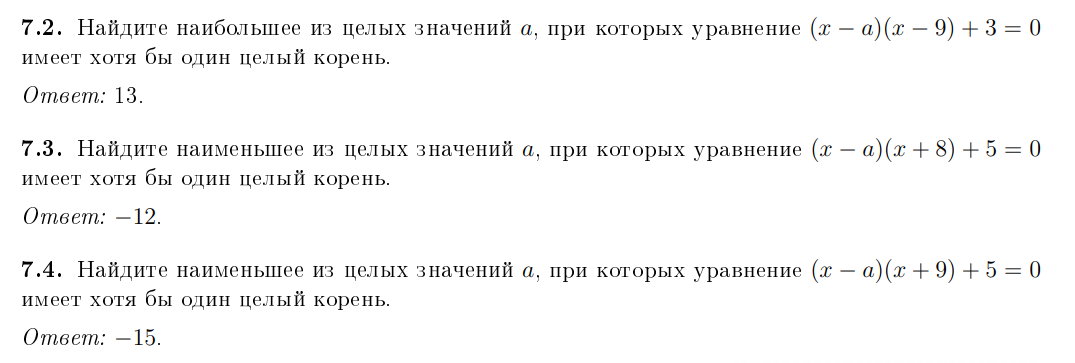 7.2. Найдите наибольшее из целых значений a, при которых уравнение (x − a)(x − 9) + 3 = 0
имеет хотя бы один целый корень.
Ответ: 13.
7.3. Найдите наименьшее из целых значений a, при которых уравнение (x − a)(x + 8) + 5 = 0
имеет хотя бы один целый корень.
Ответ: −12.
7.4. Найдите наименьшее из целых значений a, при которых уравнение (x − a)(x + 9) + 5 = 0
имеет хотя бы один целый корень.
Ответ: −15.